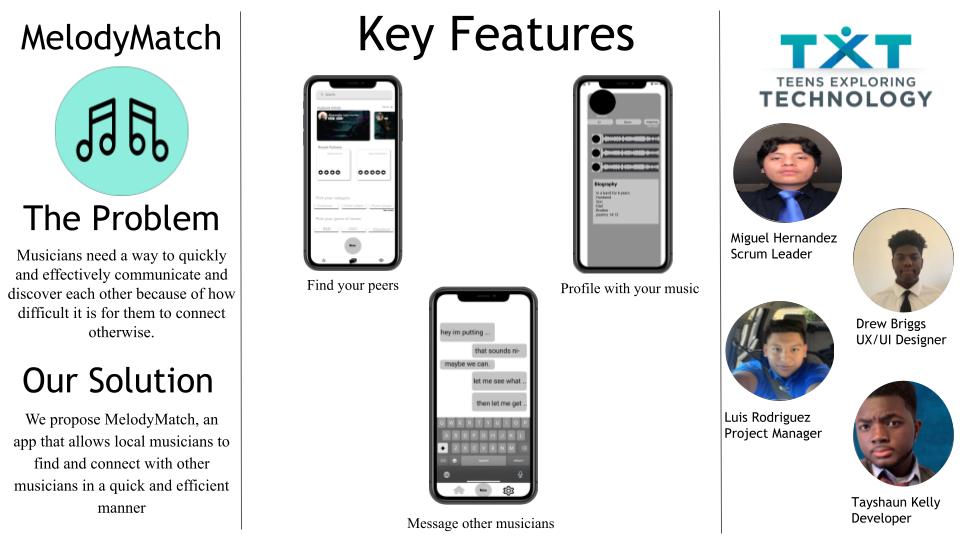 MelodyMatch
The Problem
Musicians need a way to quickly
and effectively communicate and
discover each other because of how
difficult it is for them to connect
otherwise.
Our Solution
We propose MelodyMatch, an
app that allows local musicians to
find and connect with other
musicians in a quick and efficient
manner
Key Features
Find your peers
Biography
Profile with your music
hey im putting ...
that sounds ni-
maybe we can.
let me see what ..
then let me get ..
Message other musicians
TXT
TEENS EXPLORING
TECHNOLOGY
Miguel Hernandez
Scrum Leader
Drew Briggs
UX/UI Designer
Luis Rodriguez
Project Manager
Tayshaun Kelly
Developer